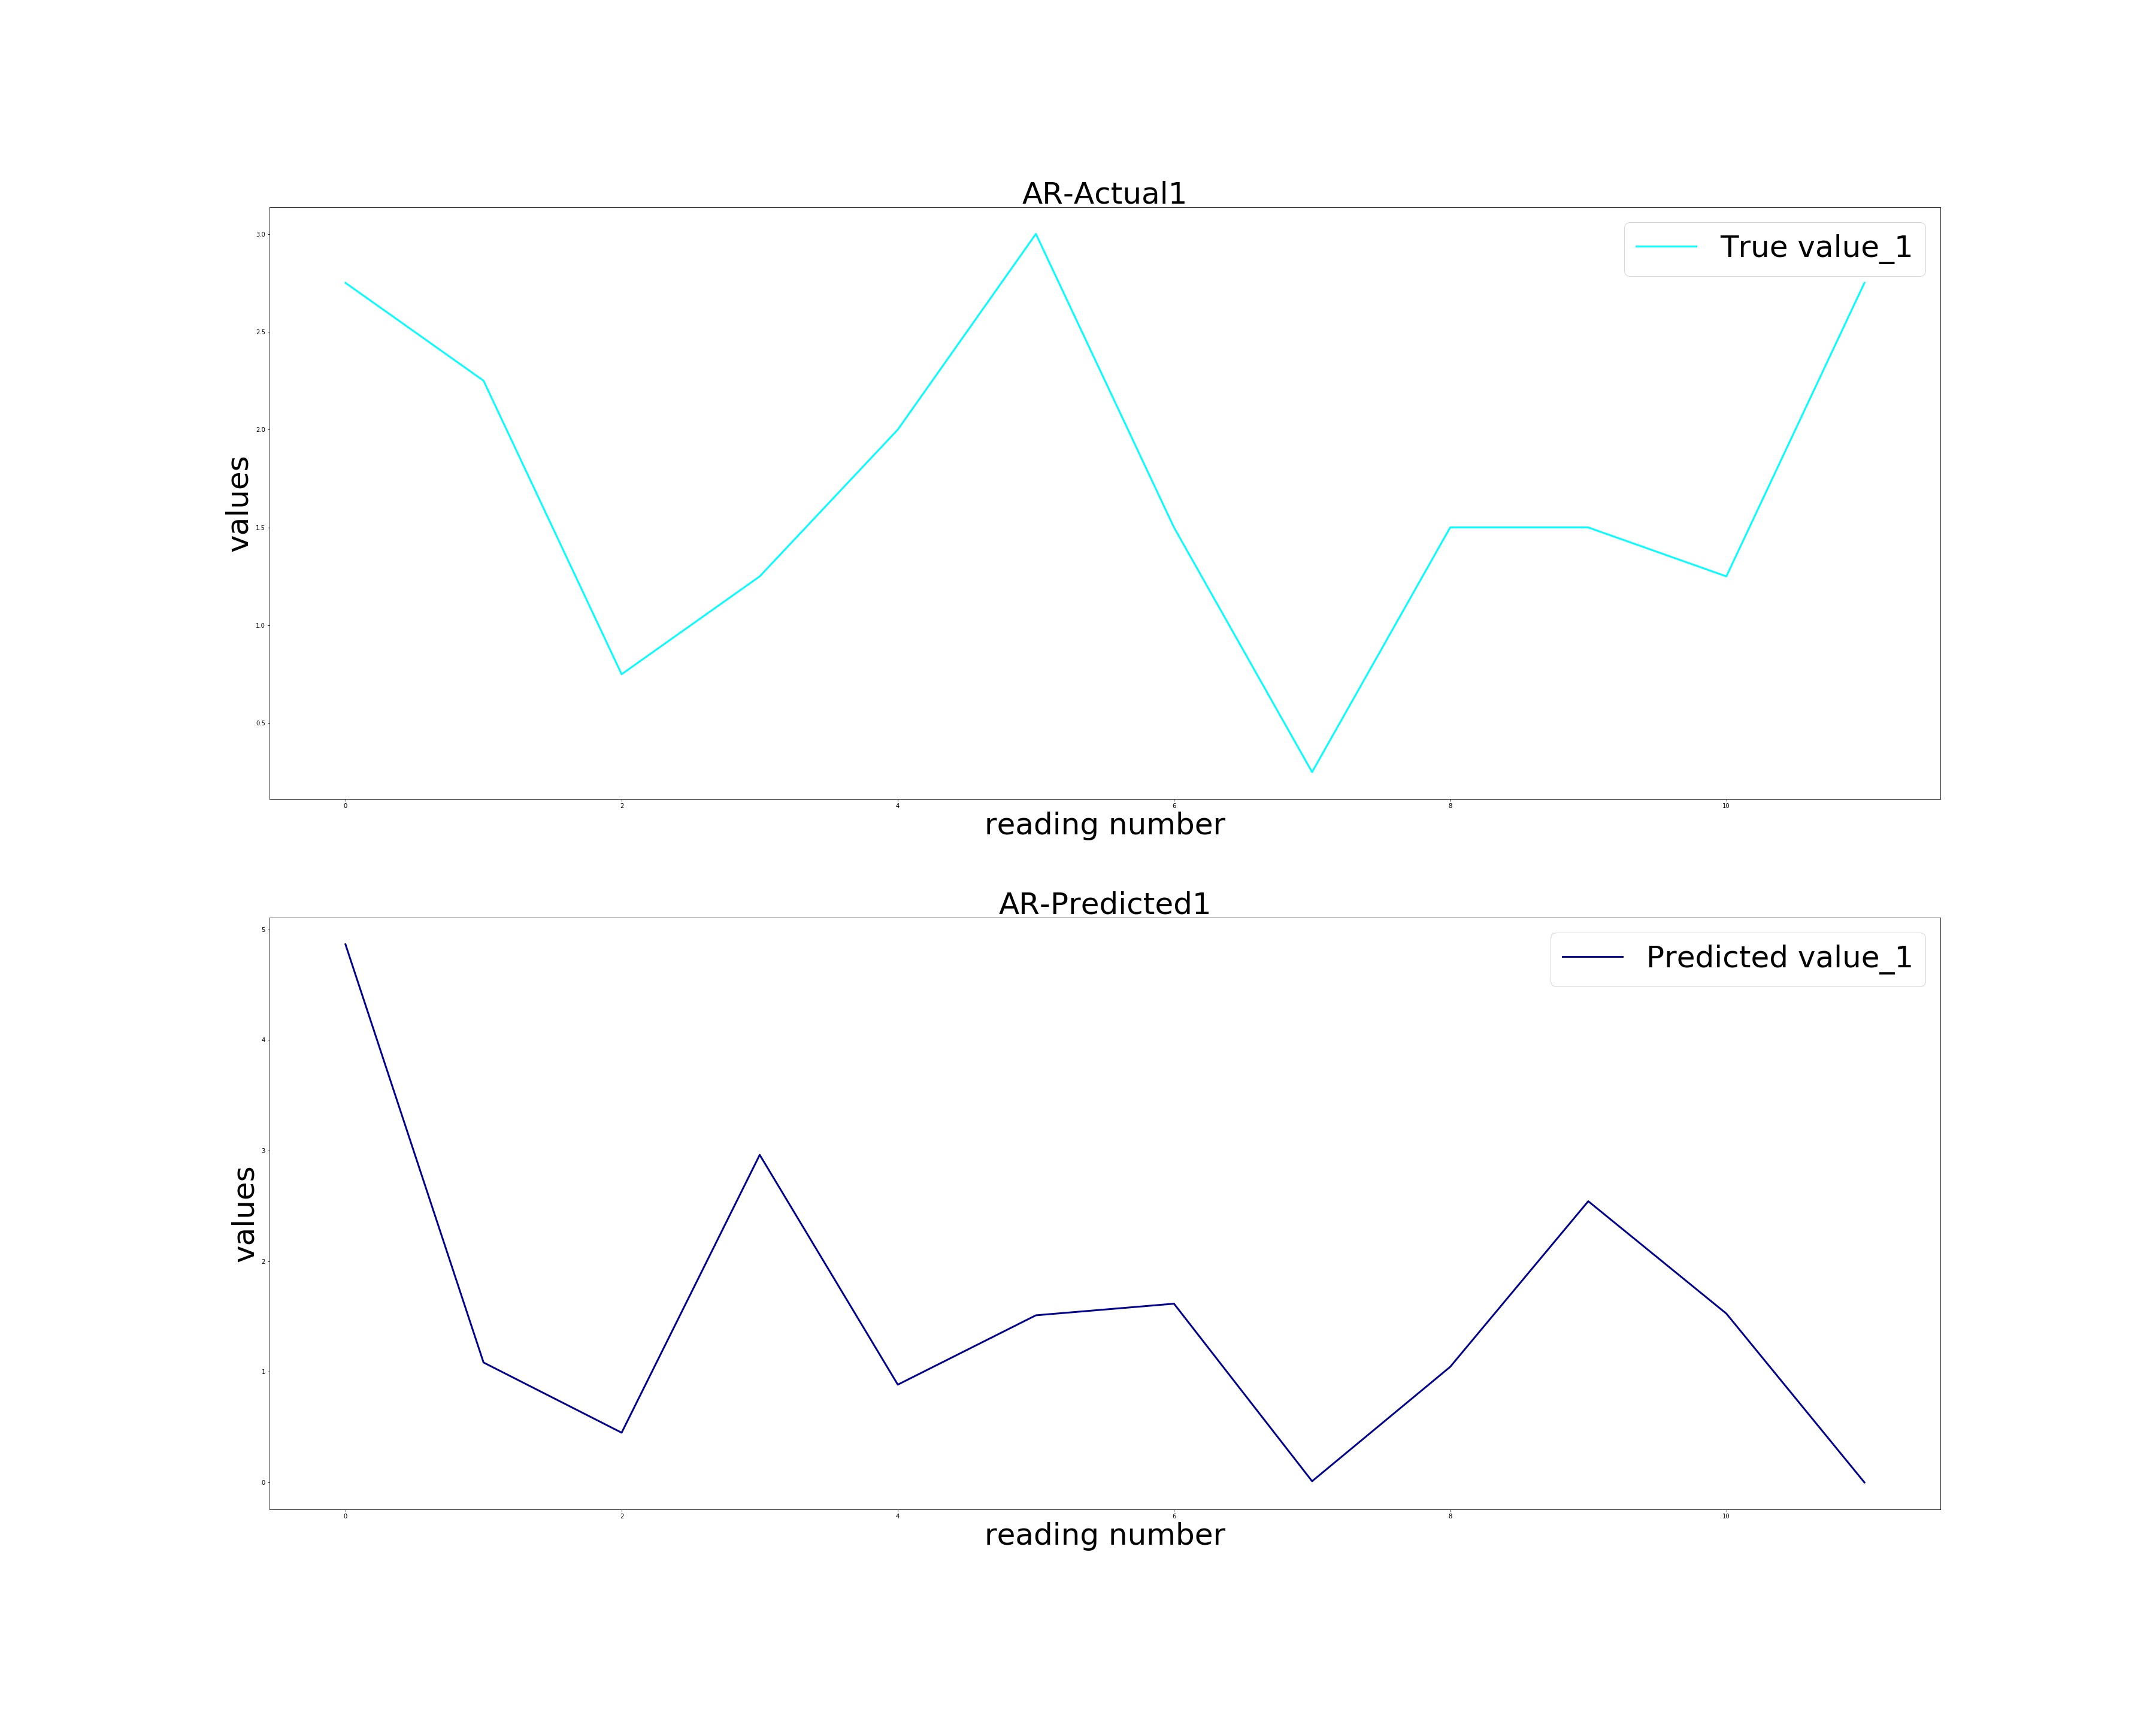 AR-Actual1
True value_1
values
3.0
2.5
2.0
1.5
1.0
0.5
0 2 4 6 8 10
reading number
AR-Predicted1
Predicted value_1
values
5
4
3
2
1
0
0 2 4 6 8 10
reading number